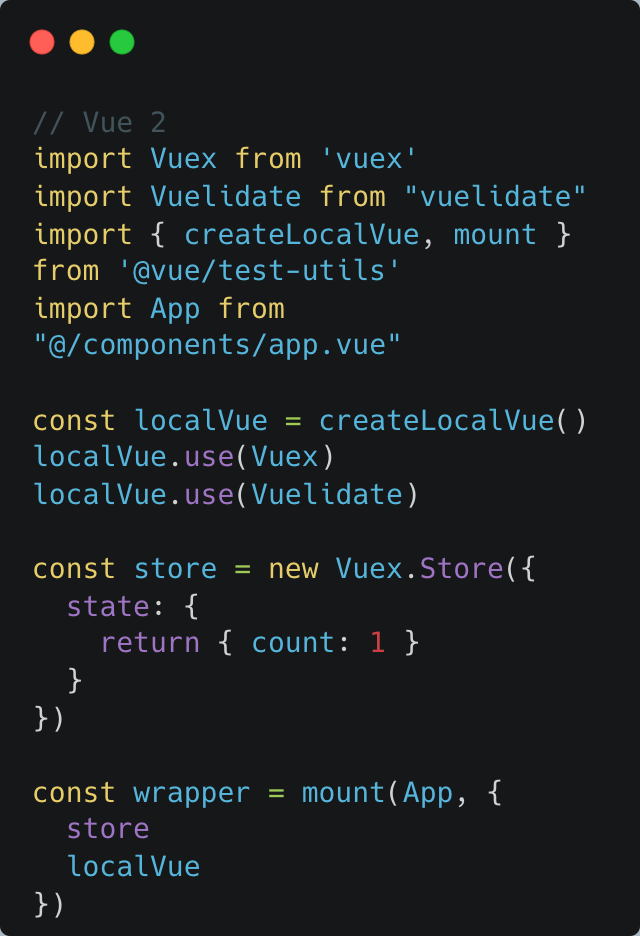 // Vue 2
import Vuex from 'vuex'
import Vuelidate from "vuelidate"
import { createLocalVue, mount }
from '@vue/test-utils'
import App from
"@/components/app.vue"

const localVue = createLocalVue()
localVue.use(Vuex)
localVue.use(Vuelidate)

const store = new Vuex.Store({
  state: {
    return { count: 1 }
  }
})

const wrapper = mount(App, {
  store
  localVue
})